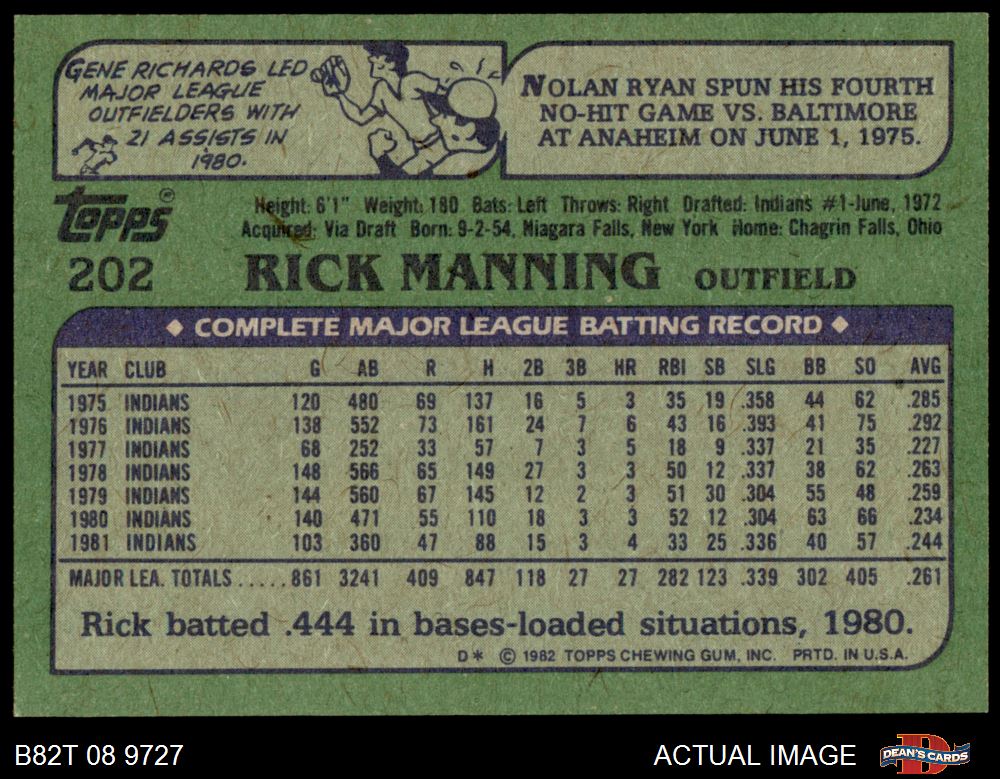 GENE RICHARDS LED
MAJOR LEAGUE
OUTFIELDERS WITH
21 ASSISTS IN
1980.
NOLAN RYAN SPUN HIS FOURTH
NO-HIT GAME VS. BALTIMORE
AT ANAHEIM ON JUNE 1, 1975.
Topps®
Height: 6'1" Weight: 180 Bats: Left Throws: Right Drafted: Indians #1-June, 1972
Acquired: Via Draft Born: 9-2-54, Niagara Falls, New York Home: Chagrin Falls, Ohio
202 RICK MANNING OUTFIELD
◆ COMPLETE MAJOR LEAGUE BATTING RECORD ◆
YEAR CLUB G AB R H 2B 3B HR RBI SB SLG BB SO AVG
1975 INDIANS 120 480 69 137 16 5 3 35 19 .358 44 62 .285
1976 INDIANS 138 552 73 161 24 7 6 43 16 .393 41 75 .292
1977 INDIANS 68 252 33 57 7 3 5 18 9 .337 21 35 .227
1978 INDIANS 148 566 65 149 27 3 3 50 12 .337 38 62 .263
1979 INDIANS 144 560 67 145 12 2 3 51 30 .304 55 48 .259
1980 INDIANS 140 471 55 110 18 3 3 52 12 .304 63 66 .234
1981 INDIANS 103 360 47 88 15 3 4 33 25 .336 40 57 .244
MAJOR LEA. TOTALS ..... 861 3241 409 847 118 27 27 282 123 .339 302 405 .261
Rick batted .444 in bases-loaded situations, 1980.
D* © 1982 TOPPS CHEWING GUM, INC. PRTD. IN U.S.A.
B82T 08 9727 ACTUAL IMAGE DEAN'S CARDS